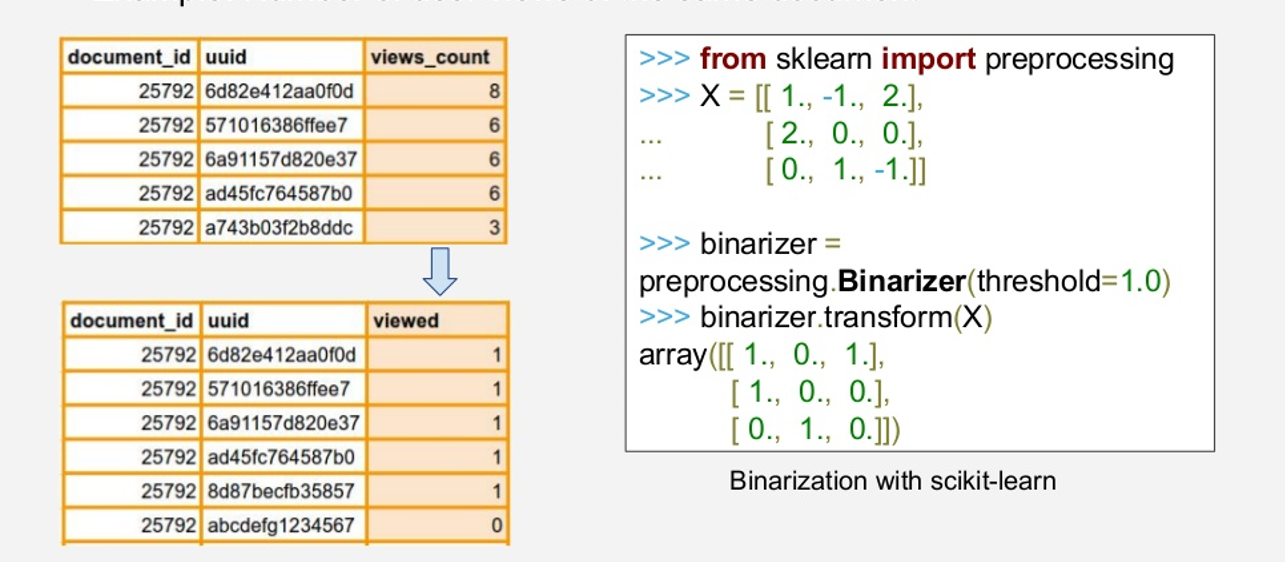 document_id uuid views_count
25792 6d82e412aa0f0d 8
25792 571016386ffee7 6
25792 6a91157d820e37 6
25792 ad45fc764587b0 6
25792 a743b03f2b8ddc 3
document_id uuid viewed
25792 6d82e412aa0f0d 1
25792 571016386ffee7 1
25792 6a91157d820e37 1
25792 ad45fc764587b0 1
25792 8d87becfb35857 1
25792 abcdefg1234567 0
>>> from sklearn import preprocessing
>>> X = [[ 1., -1., 2.],
... [ 2., 0., 0.],
... [ 0., 1., -1.]]
>>> binarizer =
preprocessing.Binarizer(threshold=1.0)
>>> binarizer.transform(X)
array([[ 1., 0., 1.],
[ 1., 0., 0.],
[ 0., 1., 0.]])
Binarization with scikit-learn